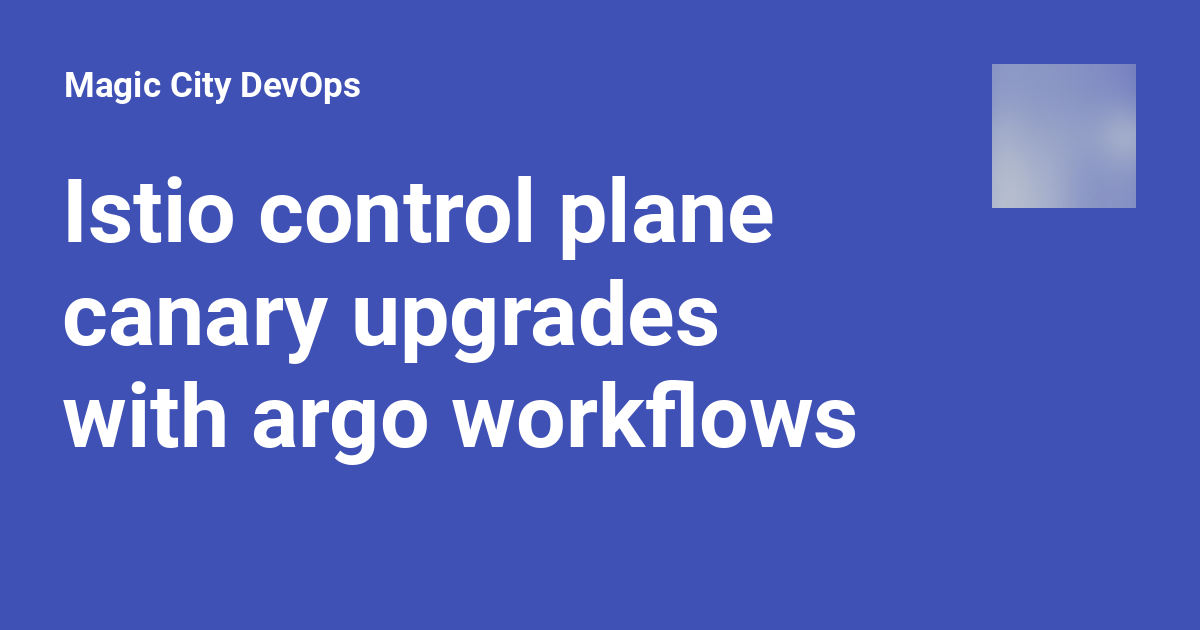 Magic City DevOps
Istio control plane
canary upgrades
with argo workflows